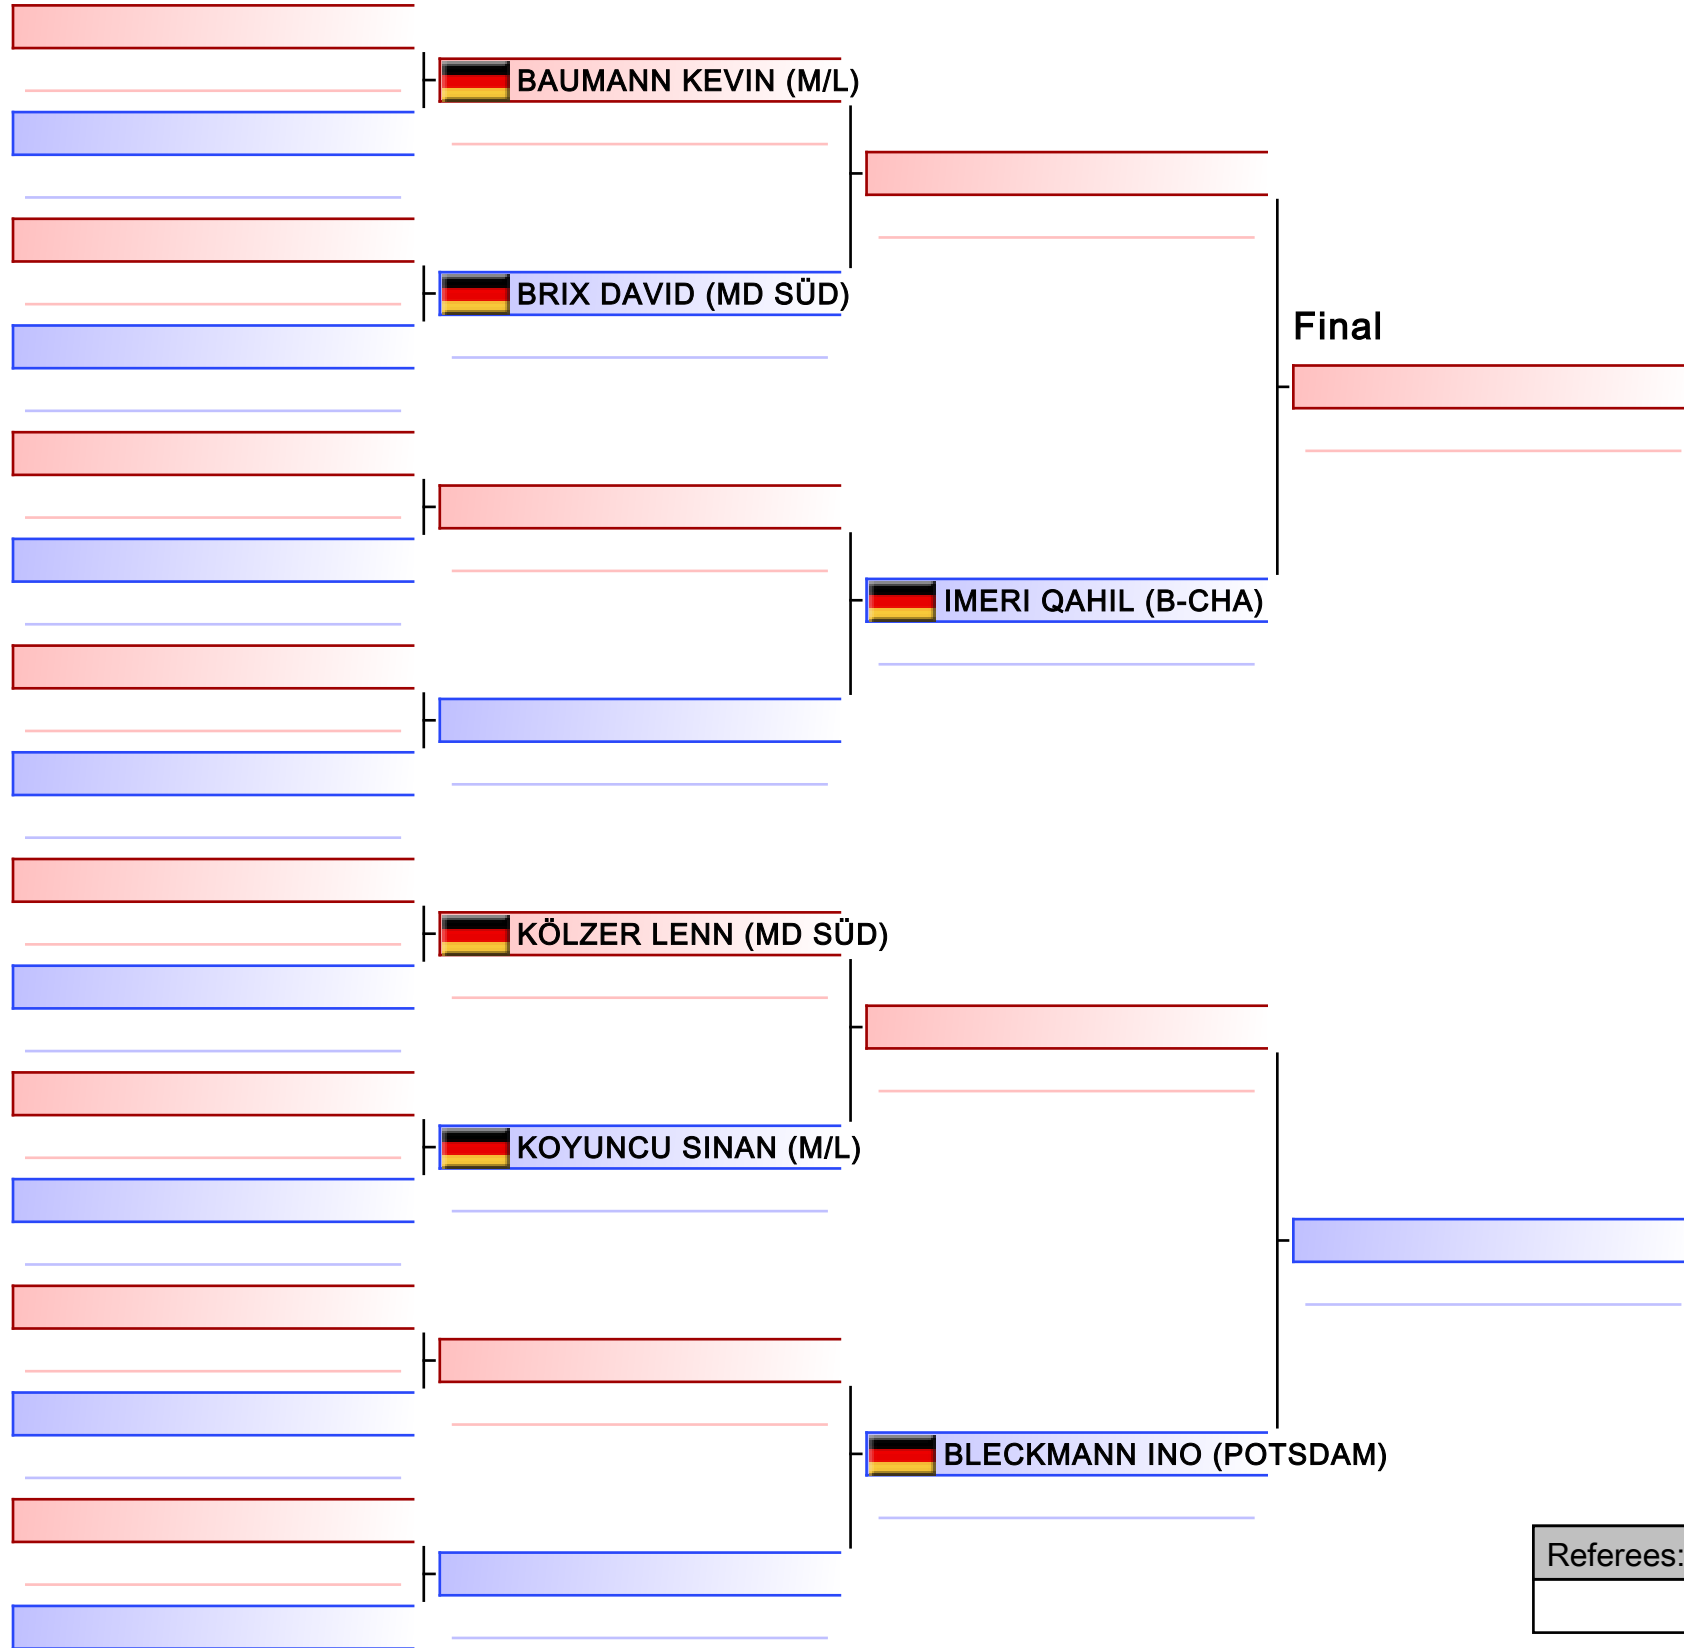 BAUMANN KEVIN (M/L)
BRIX DAVID (MD SÜD)
Final
IMERI QAHIL (B-CHA)
KÖLZER LENN (MD SÜD)
KOYUNCU SINAN (M/L)
BLECKMANN INO (POTSDAM)
Referees: